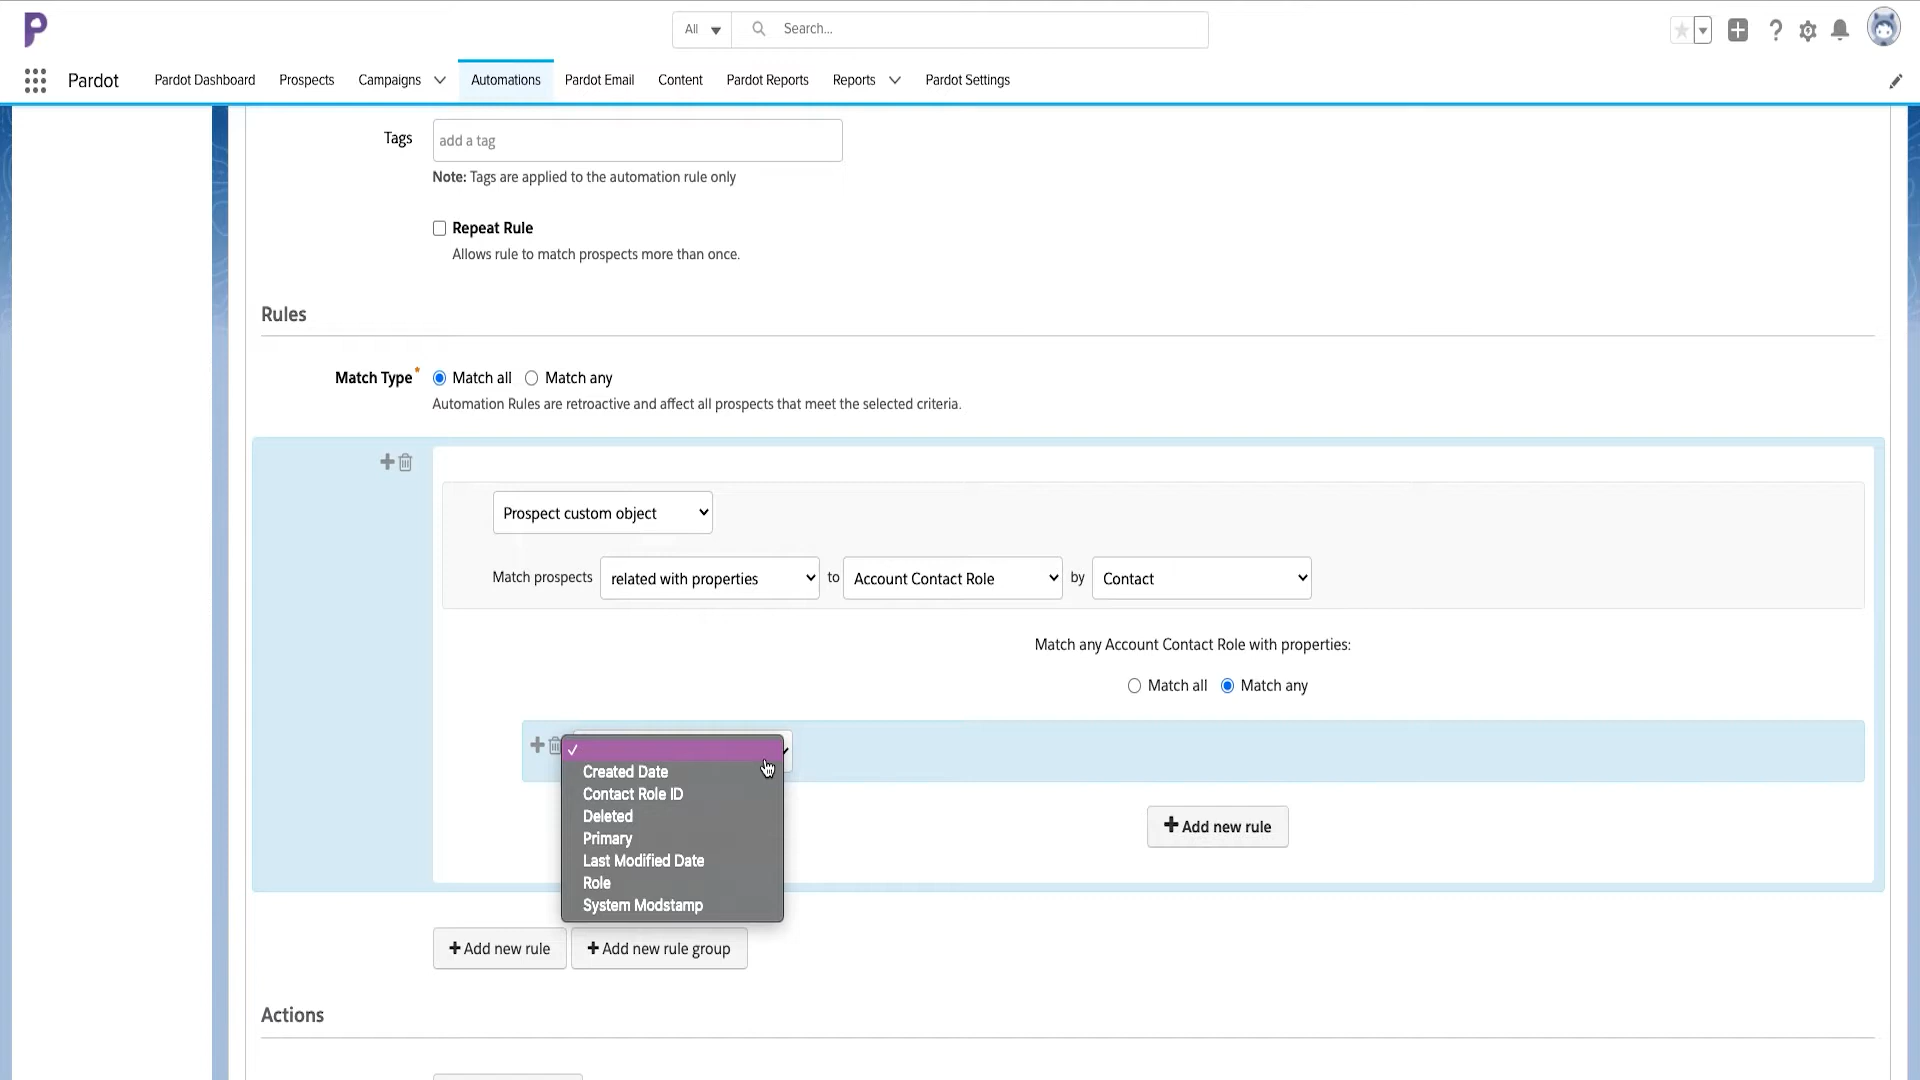 All
Search...
Pardot
Pardot Dashboard
Prospects
Campaigns
Automations
Pardot Email
Content
Pardot Reports
Reports
Pardot Settings
Tags
add a tag
Note: Tags are applied to the automation rule only
Repeat Rule
Allows rule to match prospects more than once.
Rules
Match Type*
Match all
Match any
Automation Rules are retroactive and affect all prospects that meet the selected criteria.
Prospect custom object
Match prospects related with properties to Account Contact Role by Contact
Match any Account Contact Role with properties:
Match all
Match any
Created Date
Contact Role ID
Deleted
Primary
Last Modified Date
Role
System Modstamp
+ Add new rule
+ Add new rule
+ Add new rule group
Actions